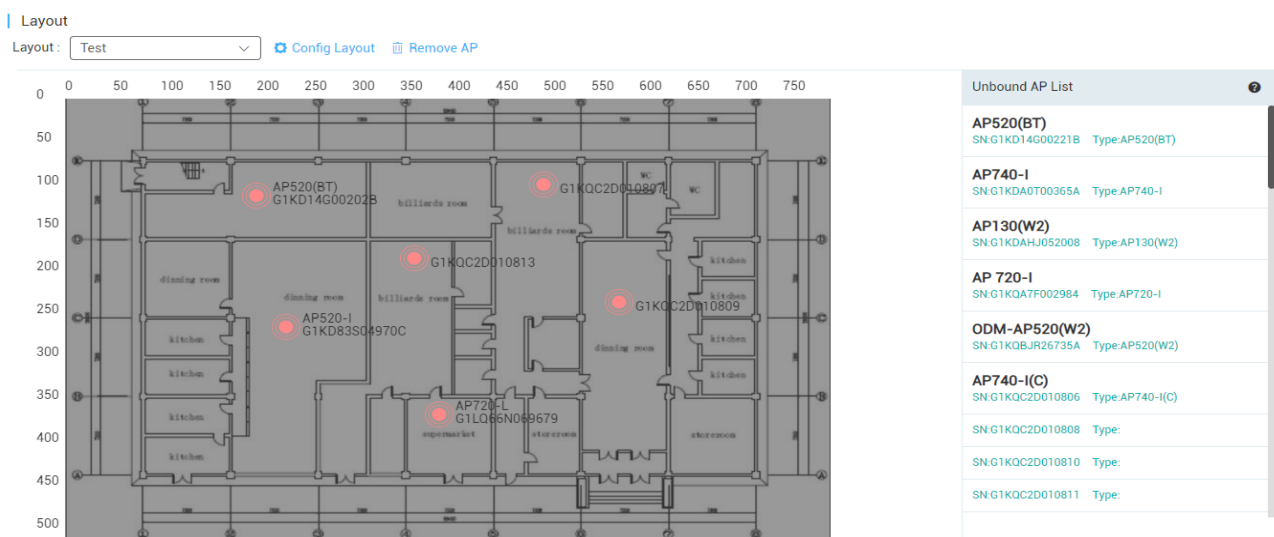 Layout
Layout : Test Config Layout Remove AP
0 50 100 150 200 250 300 350 400 450 500 550 600 650 700 750
Unbound AP List
0
50
100
150
200
250
300
350
400
450
500
AP520(BT)
G1KD14G00202B
G1KQC2D010807
WC
WC
billiards room
billiards room
G1KQC2D010813
kitchen
dinning room
dinning room
billiards room
kitchen
G1KQC2D010809
AP520-I
G1KD83S04970C
kitchen
kitchen
dinning room
kitchen
kitchen
AP720-L
G1LQ66N069679
kitchen
supermarket
storeroom
storeroom
kitchen
AP520(BT)
SN:G1KD14G00221B Type:AP520(BT)
AP740-I
SN:G1KDA0T00365A Type:AP740-I
AP130(W2)
SN:G1KDAHJ052008 Type:AP130(W2)
AP 720-I
SN:G1KQA7F002984 Type:AP720-I
ODM-AP520(W2)
SN:G1KQBJR26735A Type:AP520(W2)
AP740-I(C)
SN:G1KQC2D010806 Type:AP740-I(C)
SN:G1KQC2D010808 Type:
SN:G1KQC2D010810 Type:
SN:G1KQC2D010811 Type: